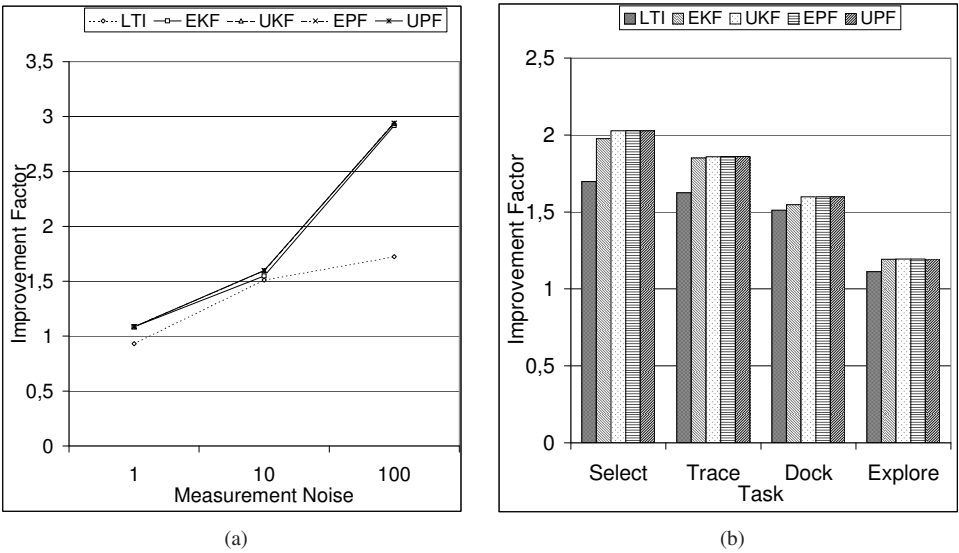 LTI EKF UKF EPF UPF
3,5
3
2,5
2
1,5
1
0,5
0
Improvement Factor
1 10 100
Measurement Noise
(a)
LTI EKF UKF EPF UPF
2,5
2
1,5
1
0,5
0
Improvement Factor
Select Trace Dock Explore
Task
(b)